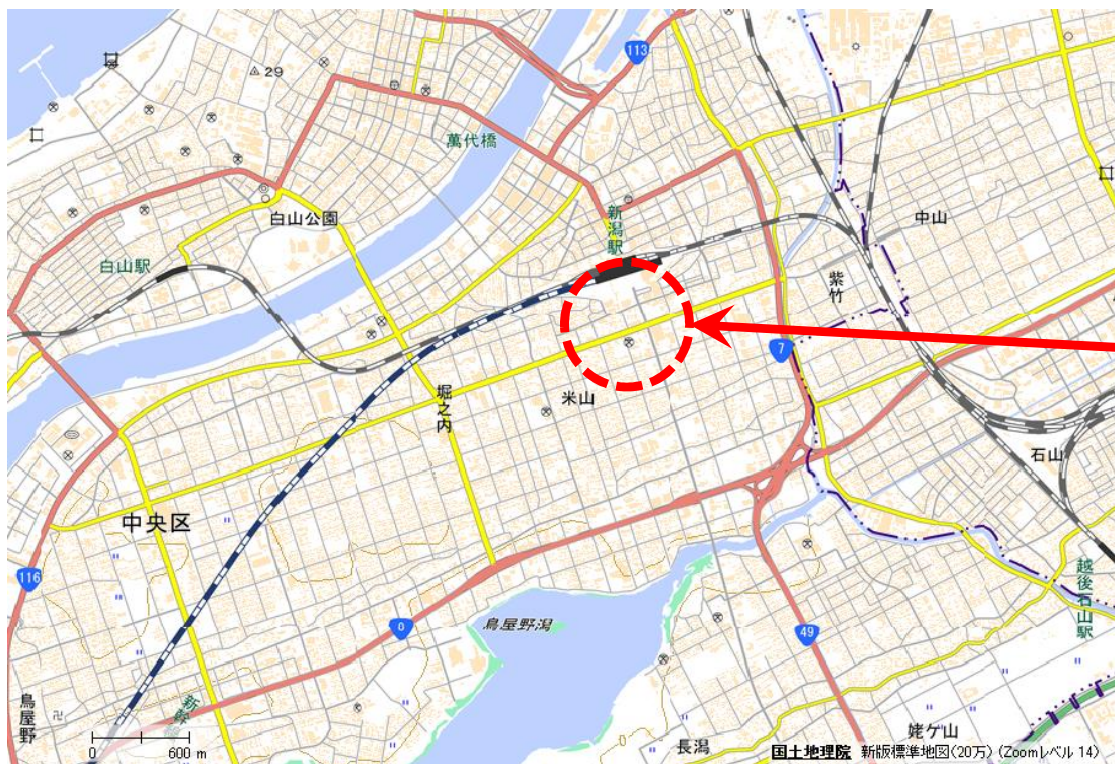 113
29
萬代橋
白山公園
新潟駅
中山
白山駅
紫竹
7
堀之内
米山
石山
中央区
116
越後石山駅
0
鳥屋野潟
49
鳥屋野
新幹
姥ケ山
長潟
0 600 m
国土地理院 新版標準地図(20万) (Zoomレベル 14)